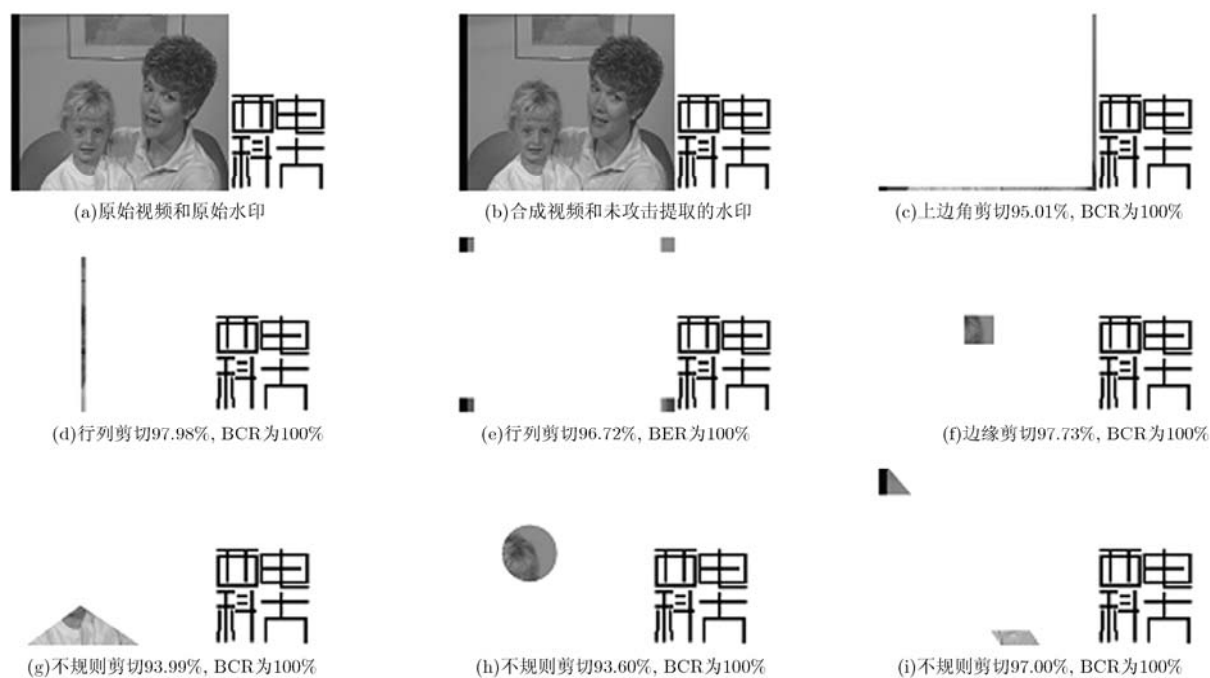 西电
科大
(a)原始视频和原始水印
西电
科大
(b)合成视频和未攻击提取的水印
西电
科大
(c)上边角剪切95.01%, BCR为100%
西电
科大
(d)行列剪切97.98%, BCR为100%
西电
科大
(e)行列剪切96.72%, BER为100%
西电
科大
(f)边缘剪切97.73%, BCR为100%
西电
科大
(g)不规则剪切93.99%, BCR为100%
西电
科大
(h)不规则剪切93.60%, BCR为100%
西电
科大
(i)不规则剪切97.00%, BCR为100%